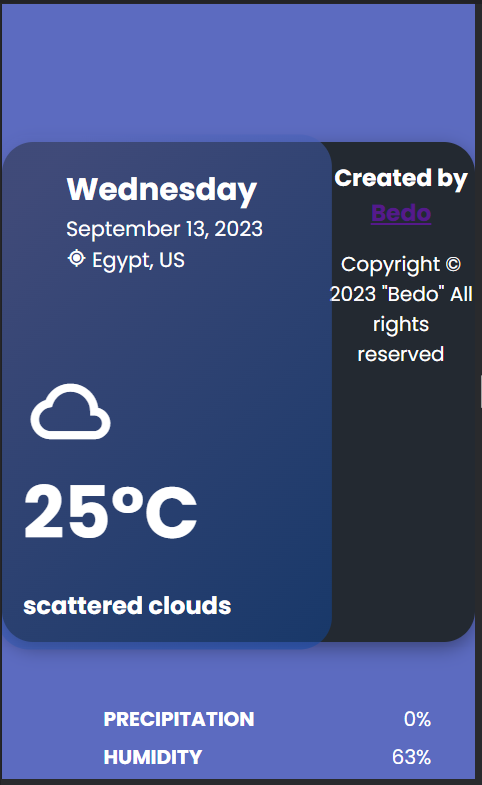 Wednesday
September 13, 2023
Egypt, US
25°C
scattered clouds
Created by
Bedo
Copyright ©
2023 "Bedo" All
rights
reserved
PRECIPITATION 0%
HUMIDITY 63%